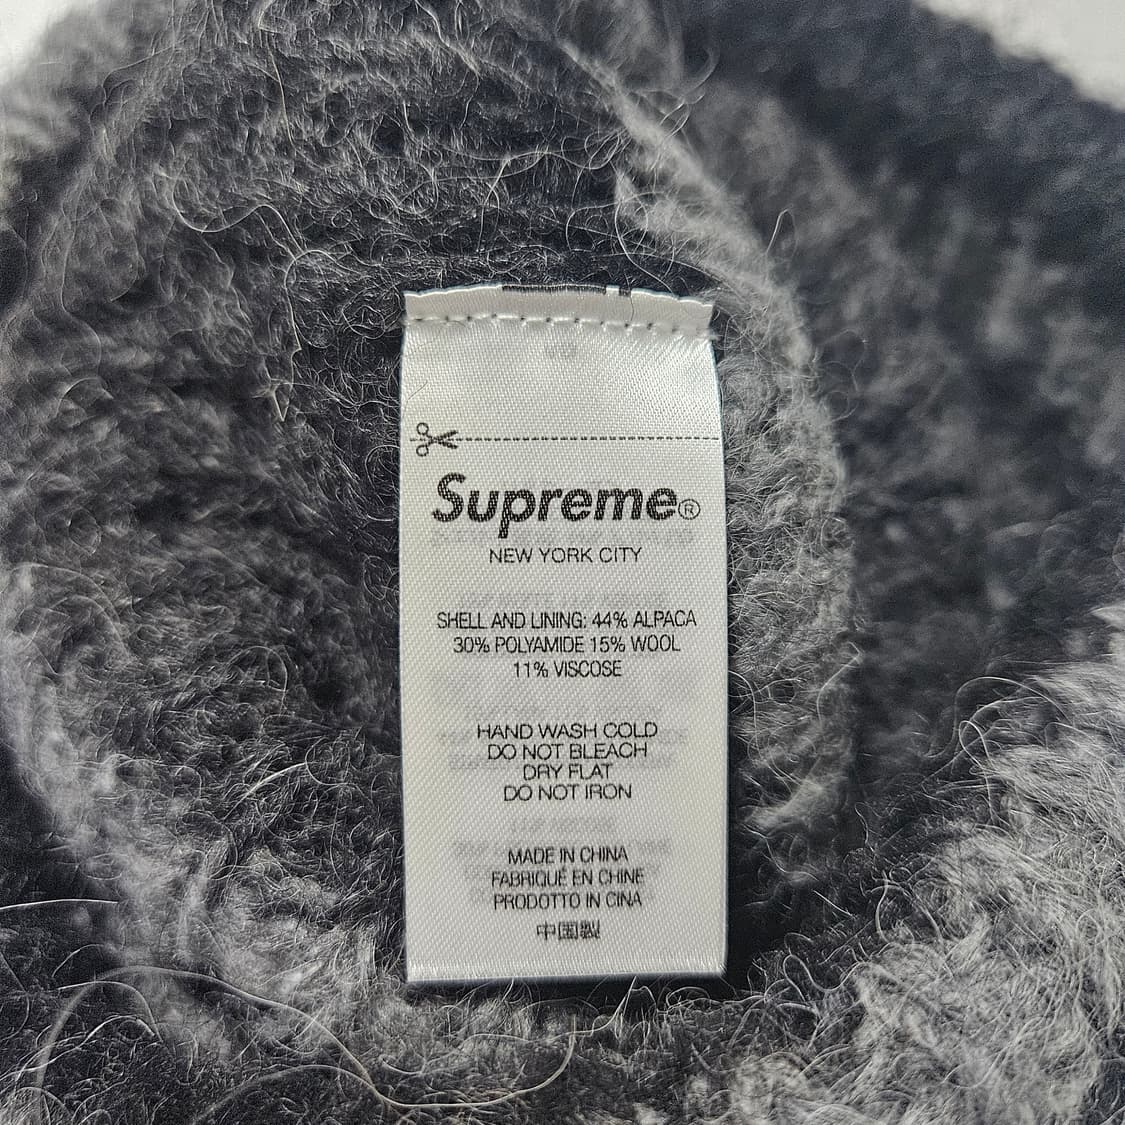 Supreme®
NEW YORK CITY
SHELL AND LINING: 44% ALPACA
30% POLYAMIDE 15% WOOL
11% VISCOSE
HAND WASH COLD
DO NOT BLEACH
DRY FLAT
DO NOT IRON
MADE IN CHINA
FABRIQUÉ EN CHINE
PRODOTTO IN CINA
中国製